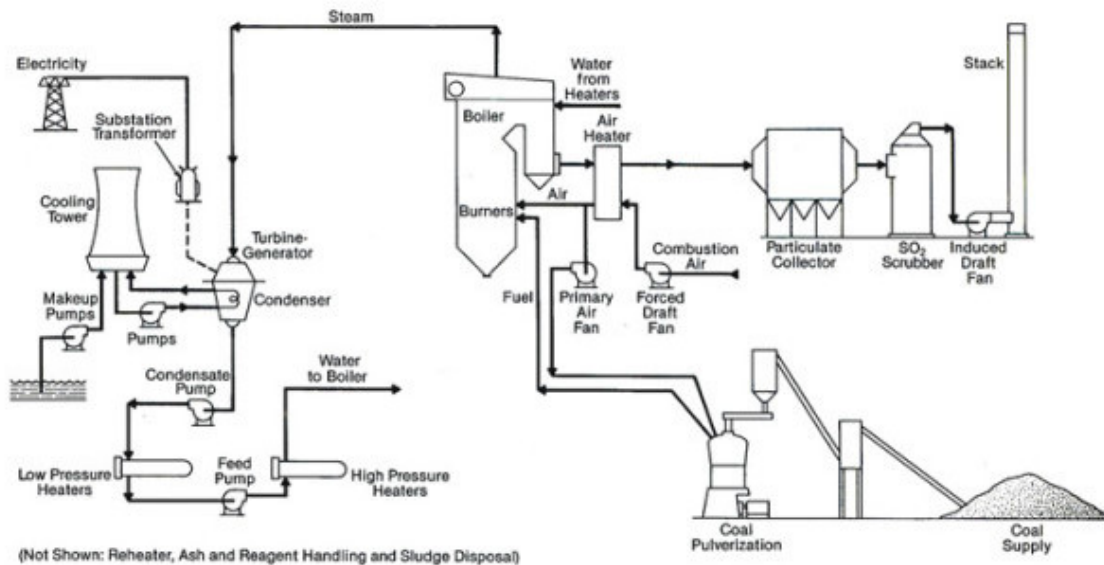 Steam
Electricity
Substation
Transformer
Cooling
Tower
Turbine-
Generator
Condenser
Makeup
Pumps
Pumps
Condensate
Pump
Water
to Boiler
Low Pressure
Heaters
Feed
Pump
High Pressure
Heaters
Water
from
Heaters
Boiler
Air
Heater
Air
Burners
Combustion
Air
Fuel
Primary
Air
Fan
Forced
Draft
Fan
Particulate
Collector
SO2
Scrubber
Induced
Draft
Fan
Stack
Coal
Pulverization
Coal
Supply
(Not Shown: Reheater, Ash and Reagent Handling and Sludge Disposal)